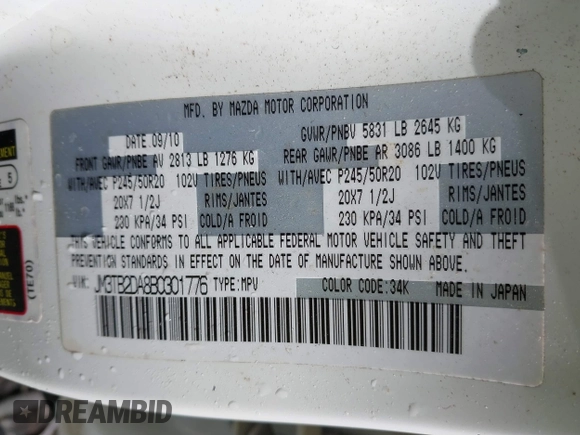 MFD. BY MAZDA MOTOR CORPORATION
DATE 09/10 GVWR/PNBV 5831 LB 2645 KG
FRONT GAWR/PNBE AV 2813 LB 1276 KG REAR GAWR/PNBE AR 3086 LB 1400 KG
WITH/AVEC P245/50R20 102V TIRES/PNEUS WITH/AVEC P245/50R20 102V TIRES/PNEUS
20X7 1/2J RIMS/JANTES 20X7 1/2J RIMS/JANTES
230 KPA/34 PSI COLD/A FROID 230 KPA/34 PSI COLD/A FROID
THIS VEHICLE CONFORMS TO ALL APPLICABLE FEDERAL MOTOR VEHICLE SAFETY AND THEFT
PREVENTION STANDARDS IN EFFECT ON THE DATE OF MANUFACTURE SHOWN ABOVE.
VIN: JM3TB2DA8B0301776 TYPE:MPV COLOR CODE:34K MADE IN JAPAN
(TE70)
5
DREAMBID